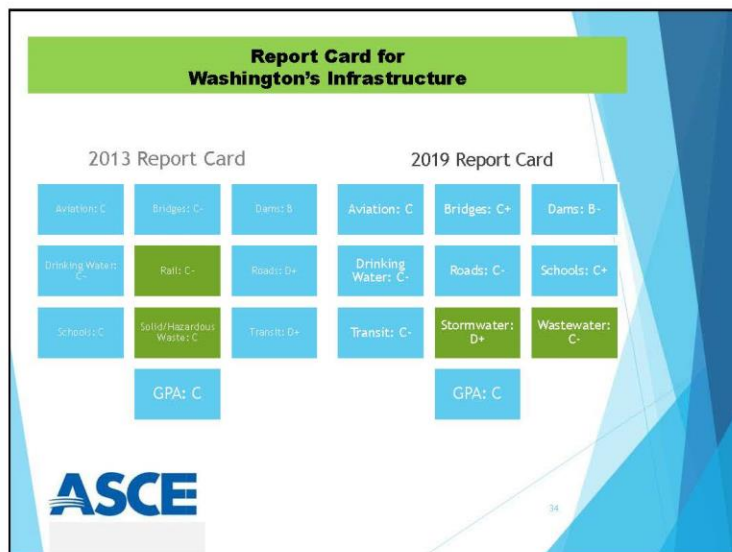 Report Card for
Washington's Infrastructure
2013 Report Card
Aviation: C
Bridges: C-
Dams: B
Drinking Water:
C-
Rail: C-
Roads: D+
Schools: C
Solid/Hazardous
Waste: C
Transit: D+
GPA: C
2019 Report Card
Aviation: C
Bridges: C+
Dams: B-
Drinking
Water: C-
Roads: C-
Schools: C+
Transit: C-
Stormwater:
D+
Wastewater:
C-
GPA: C
ASCE
34